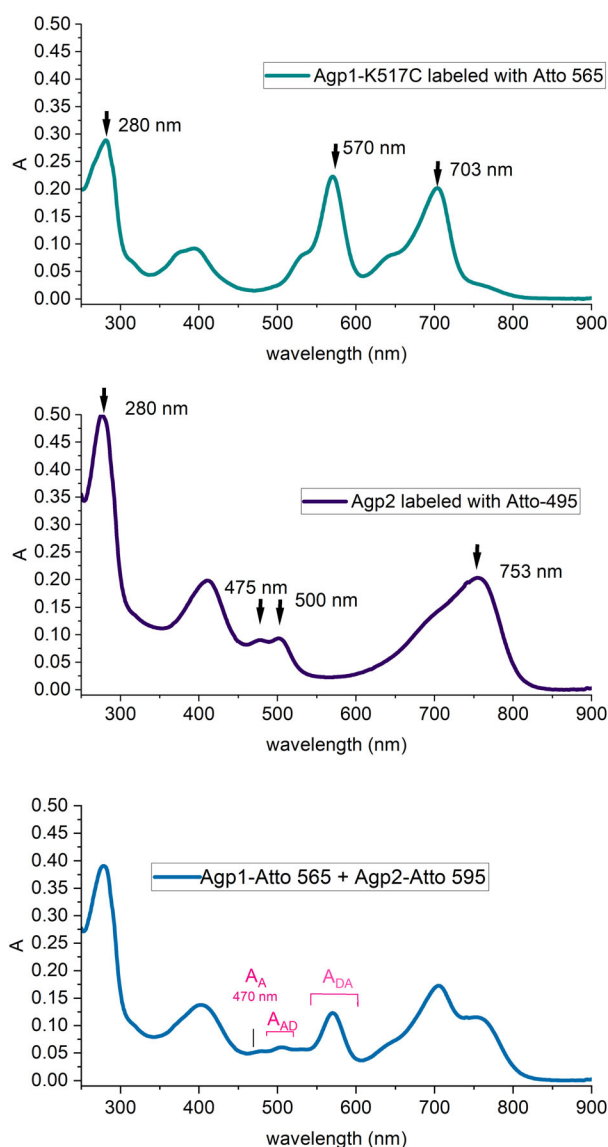 0.50
0.45
0.40
0.35
0.30
0.25
0.20
0.15
0.10
0.05
0.00
A
Agp1-K517C labeled with Atto 565
280 nm
570 nm
703 nm
300 400 500 600 700 800 900
wavelength (nm)
0.50
0.45
0.40
0.35
0.30
0.25
0.20
0.15
0.10
0.05
0.00
A
280 nm
Agp2 labeled with Atto-495
475 nm
500 nm
753 nm
300 400 500 600 700 800 900
wavelength (nm)
0.50
0.45
0.40
0.35
0.30
0.25
0.20
0.15
0.10
0.05
0.00
A
Agp1-Atto 565 + Agp2-Atto 595
AA
470 nm
AAD
ADA
300 400 500 600 700 800 900
wavelength (nm)